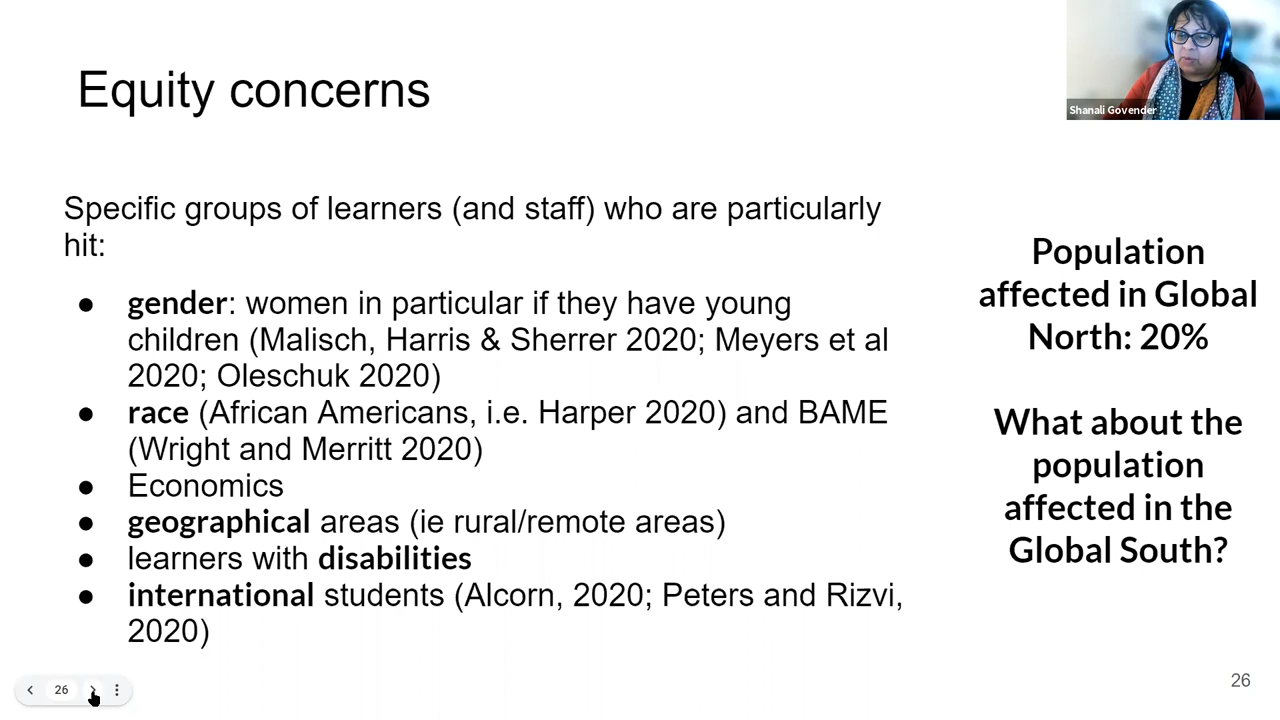 Equity concerns
Shanali Govender
Specific groups of learners (and staff) who are particularly
hit:
● gender: women in particular if they have young
children (Malisch, Harris & Sherrer 2020; Meyers et al
2020; Oleschuk 2020)
● race (African Americans, i.e. Harper 2020) and BAME
(Wright and Merritt 2020)
● Economics
● geographical areas (ie rural/remote areas)
● learners with disabilities
● international students (Alcorn, 2020; Peters and Rizvi,
2020)
Population
affected in Global
North: 20%
What about the
population
affected in the
Global South?
26
26